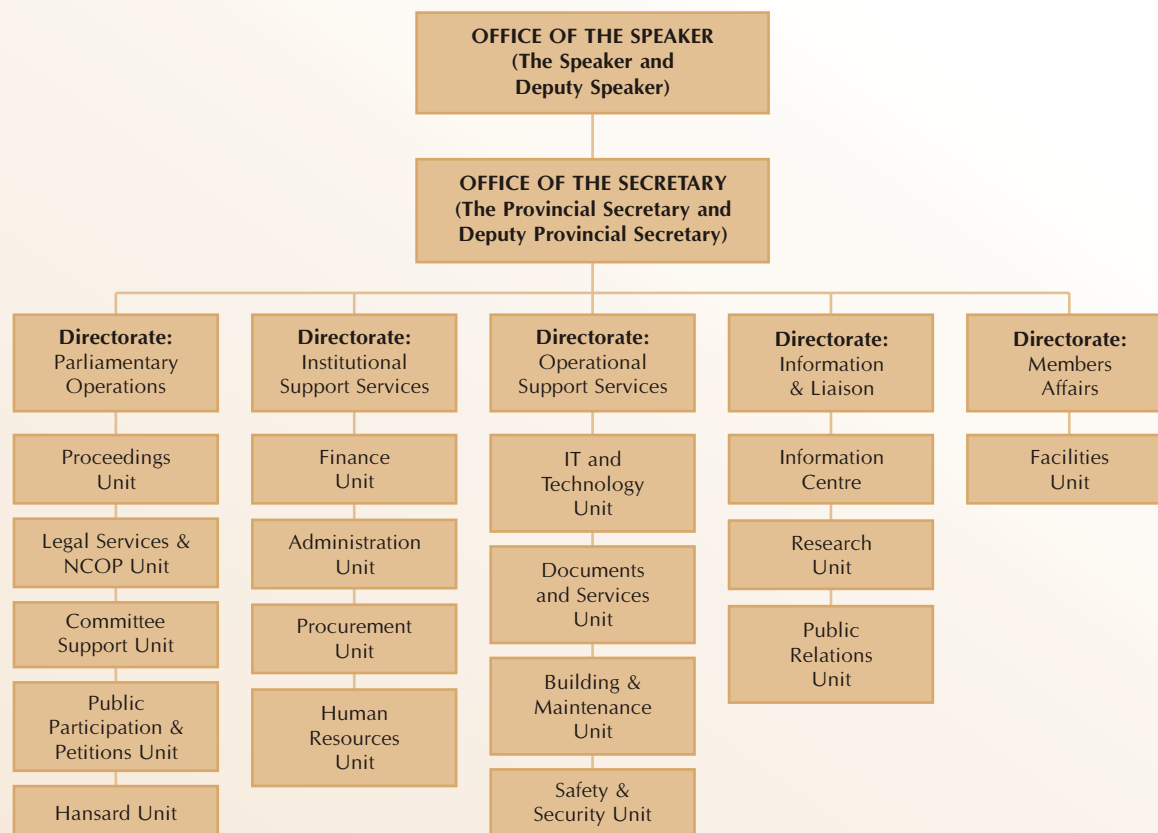 OFFICE OF THE SPEAKER
(The Speaker and
Deputy Speaker)
OFFICE OF THE SECRETARY
(The Provincial Secretary and
Deputy Provincial Secretary)
Directorate:
Parliamentary
Operations
Proceedings
Unit
Legal Services &
NCOP Unit
Committee
Support Unit
Public
Participation &
Petitions Unit
Hansard Unit
Directorate:
Institutional
Support Services
Finance
Unit
Administration
Unit
Procurement
Unit
Human
Resources
Unit
Directorate:
Operational
Support Services
IT and
Technology
Unit
Documents
and Services
Unit
Building &
Maintenance
Unit
Safety &
Security Unit
Directorate:
Information
& Liaison
Information
Centre
Research
Unit
Public
Relations
Unit
Directorate:
Members
Affairs
Facilities
Unit